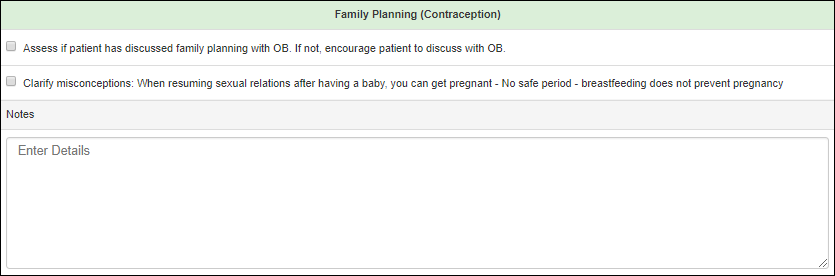 Family Planning (Contraception)
Assess if patient has discussed family planning with OB. If not, encourage patient to discuss with OB.
Clarify misconceptions: When resuming sexual relations after having a baby, you can get pregnant - No safe period - breastfeeding does not prevent pregnancy
Notes
Enter Details